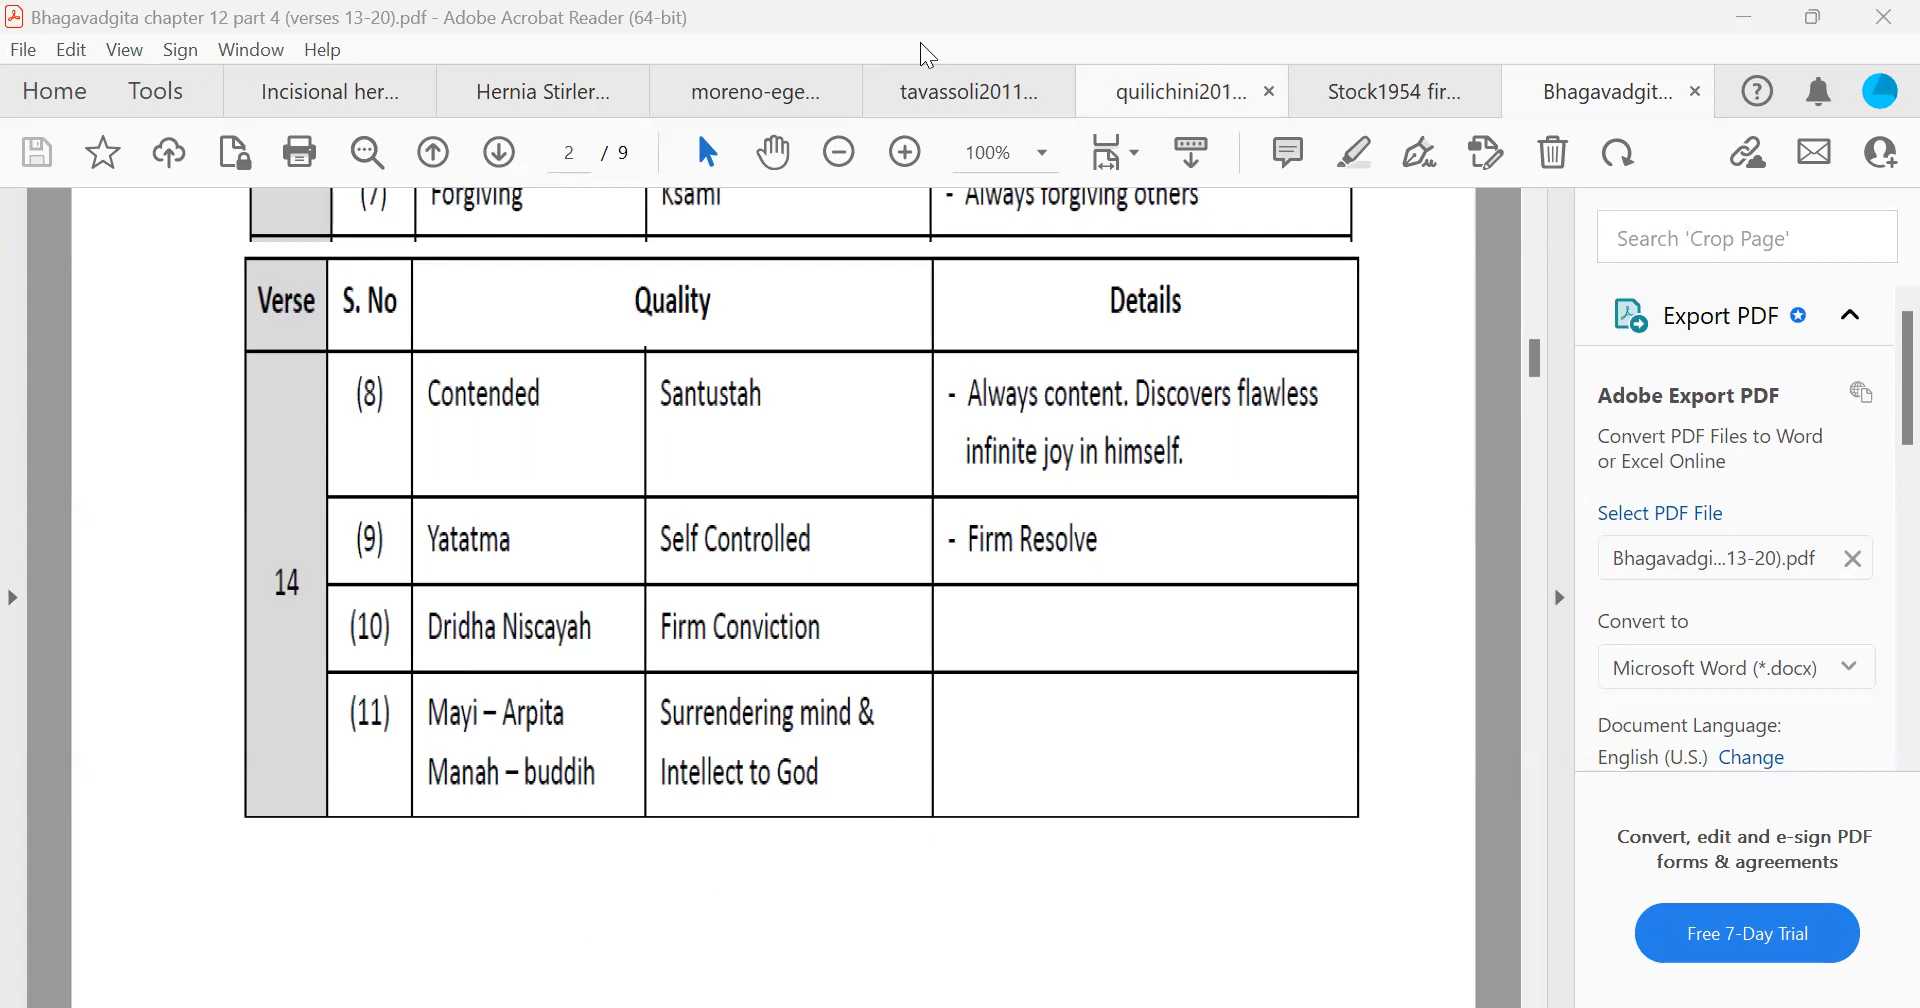 Bhagavadgita chapter 12 part 4 (verses 13-20).pdf - Adobe Acrobat Reader (64-bit)
File Edit View Sign Window Help
Home Tools Incisional her... Hernia Stirler... moreno-ege... tavassoli2011... quilichini201... Stock1954 fir... Bhagavadgit...
2 / 9 100%
(7) Forgiving Ksami - Always forgiving others
Verse S. No Quality Details
14
(8) Contended Santustah - Always content. Discovers flawless
infinite joy in himself.
(9) Yatatma Self Controlled - Firm Resolve
(10) Dridha Niscayah Firm Conviction
(11) Mayi – Arpita Surrendering mind &
Manah – buddih Intellect to God
Search 'Crop Page'
Export PDF
Adobe Export PDF
Convert PDF Files to Word
or Excel Online
Select PDF File
Bhagavadgi...13-20).pdf
Convert to
Microsoft Word (*.docx)
Document Language:
English (U.S.) Change
Convert, edit and e-sign PDF
forms & agreements
Free 7-Day Trial